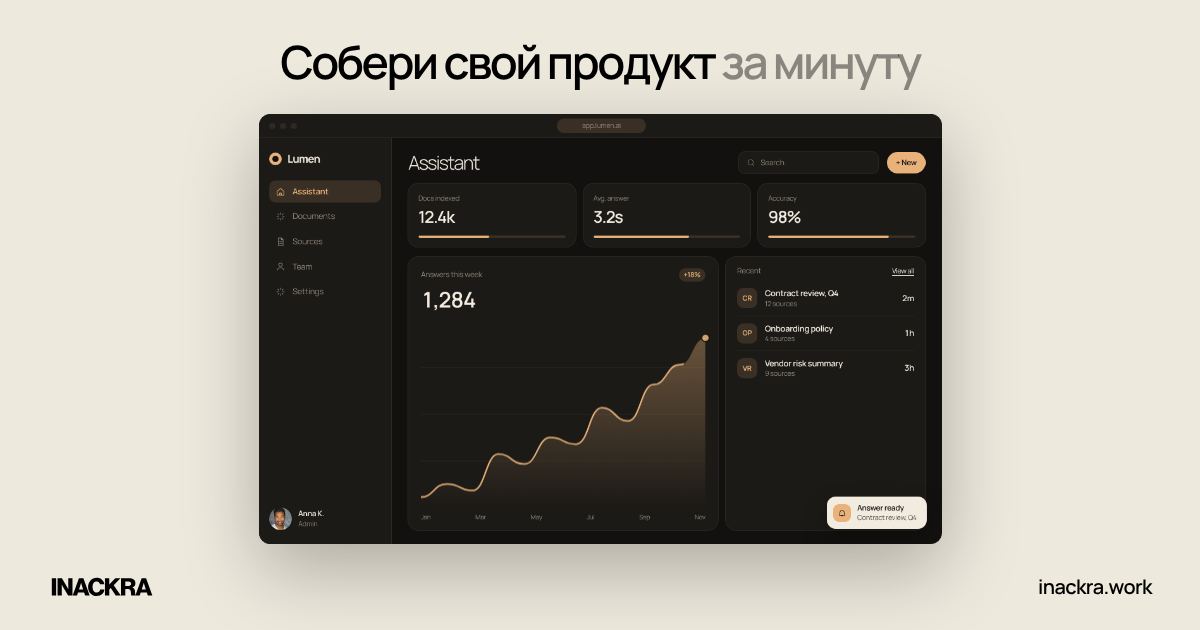 Собери свой продукт за минуту
app.lumen.ai
Lumen
Assistant
Documents
Sources
Team
Settings
Anna K.
Admin
Assistant
Search
+ New
Docs indexed
12.4k
Avg. answer
3.2s
Accuracy
98%
Answers this week
+18%
1,284
Jan Mar May Jul Sep Nov
Recent
View all
CR
Contract review, Q4
12 sources
2m
OP
Onboarding policy
4 sources
1h
VR
Vendor risk summary
9 sources
3h
Answer ready
Contract review, Q4
INACKRA
inackra.work